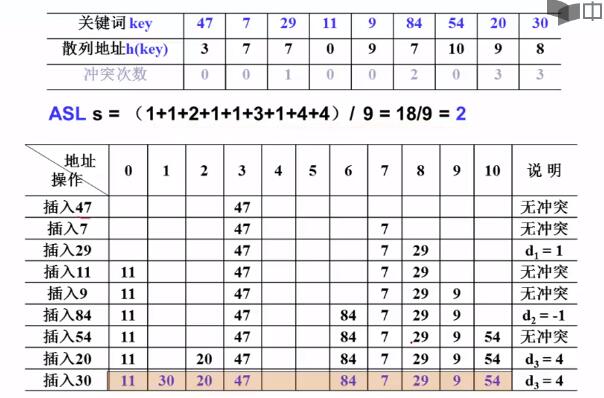 中
关键词 key 47 7 29 11 9 84 54 20 30
散列地址h(key) 3 7 7 0 9 7 10 9 8
冲突次数 0 0 1 0 0 2 0 3 3
ASL s = （1+1+2+1+1+3+1+4+4）/ 9 = 18/9 = 2
地址 操作 0 1 2 3 4 5 6 7 8 9 10 说 明
插入47 47 无冲突
插入7 47 7 无冲突
插入29 47 7 29 d1 = 1
插入11 11 47 7 29 无冲突
插入9 11 47 7 29 9 无冲突
插入84 11 47 84 7 29 9 d2 = -1
插入54 11 47 84 7 29 9 54 无冲突
插入20 11 20 47 84 7 29 9 54 d3 = 4
插入30 11 30 20 47 84 7 29 9 54 d3 = 4